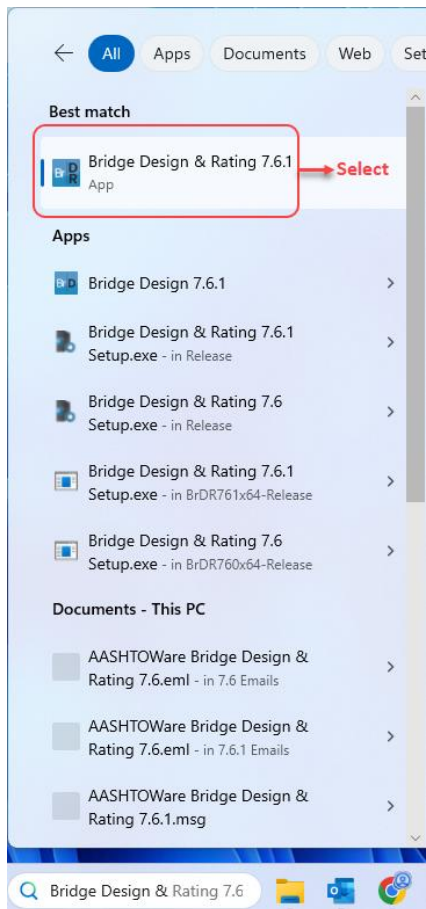 All Apps Documents Web Set
Best match
Bridge Design & Rating 7.6.1
App
Select
Apps
Bridge Design 7.6.1
Bridge Design & Rating 7.6.1
Setup.exe - in Release
Bridge Design & Rating 7.6
Setup.exe - in Release
Bridge Design & Rating 7.6.1
Setup.exe - in BrDR761x64-Release
Bridge Design & Rating 7.6
Setup.exe - in BrDR760x64-Release
Documents - This PC
AASHTOWare Bridge Design &
Rating 7.6.eml - in 7.6 Emails
AASHTOWare Bridge Design &
Rating 7.6.eml - in 7.6.1 Emails
AASHTOWare Bridge Design &
Rating 7.6.1.msg
Bridge Design & Rating 7.6